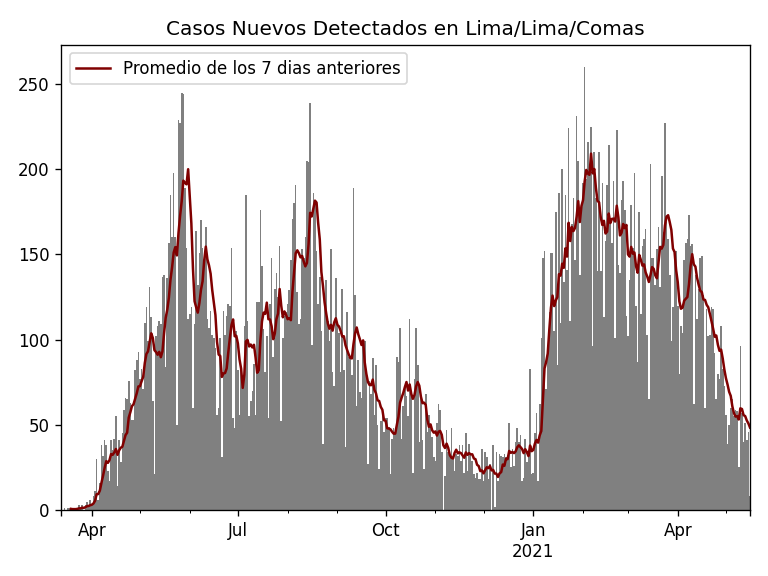 Casos Nuevos Detectados en Lima/Lima/Comas
Promedio de los 7 dias anteriores
250
200
150
100
50
0
Apr Jul Oct Jan Apr
2021